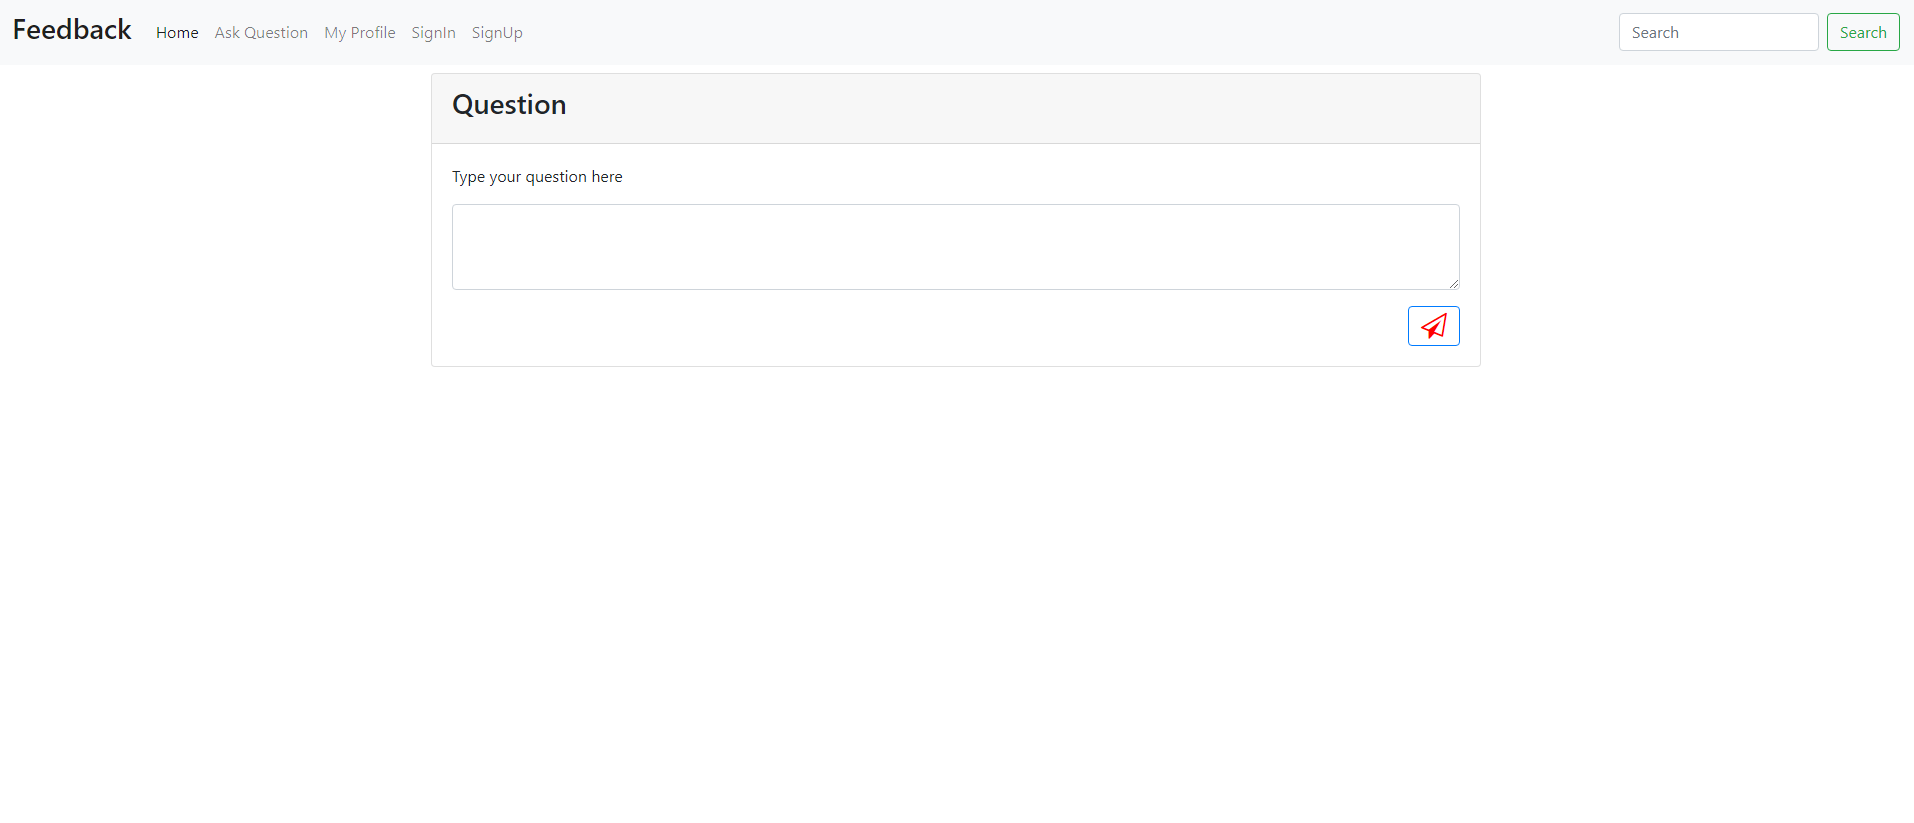 Feedback Home Ask Question My Profile SignIn SignUp Search Search
Question
Type your question here